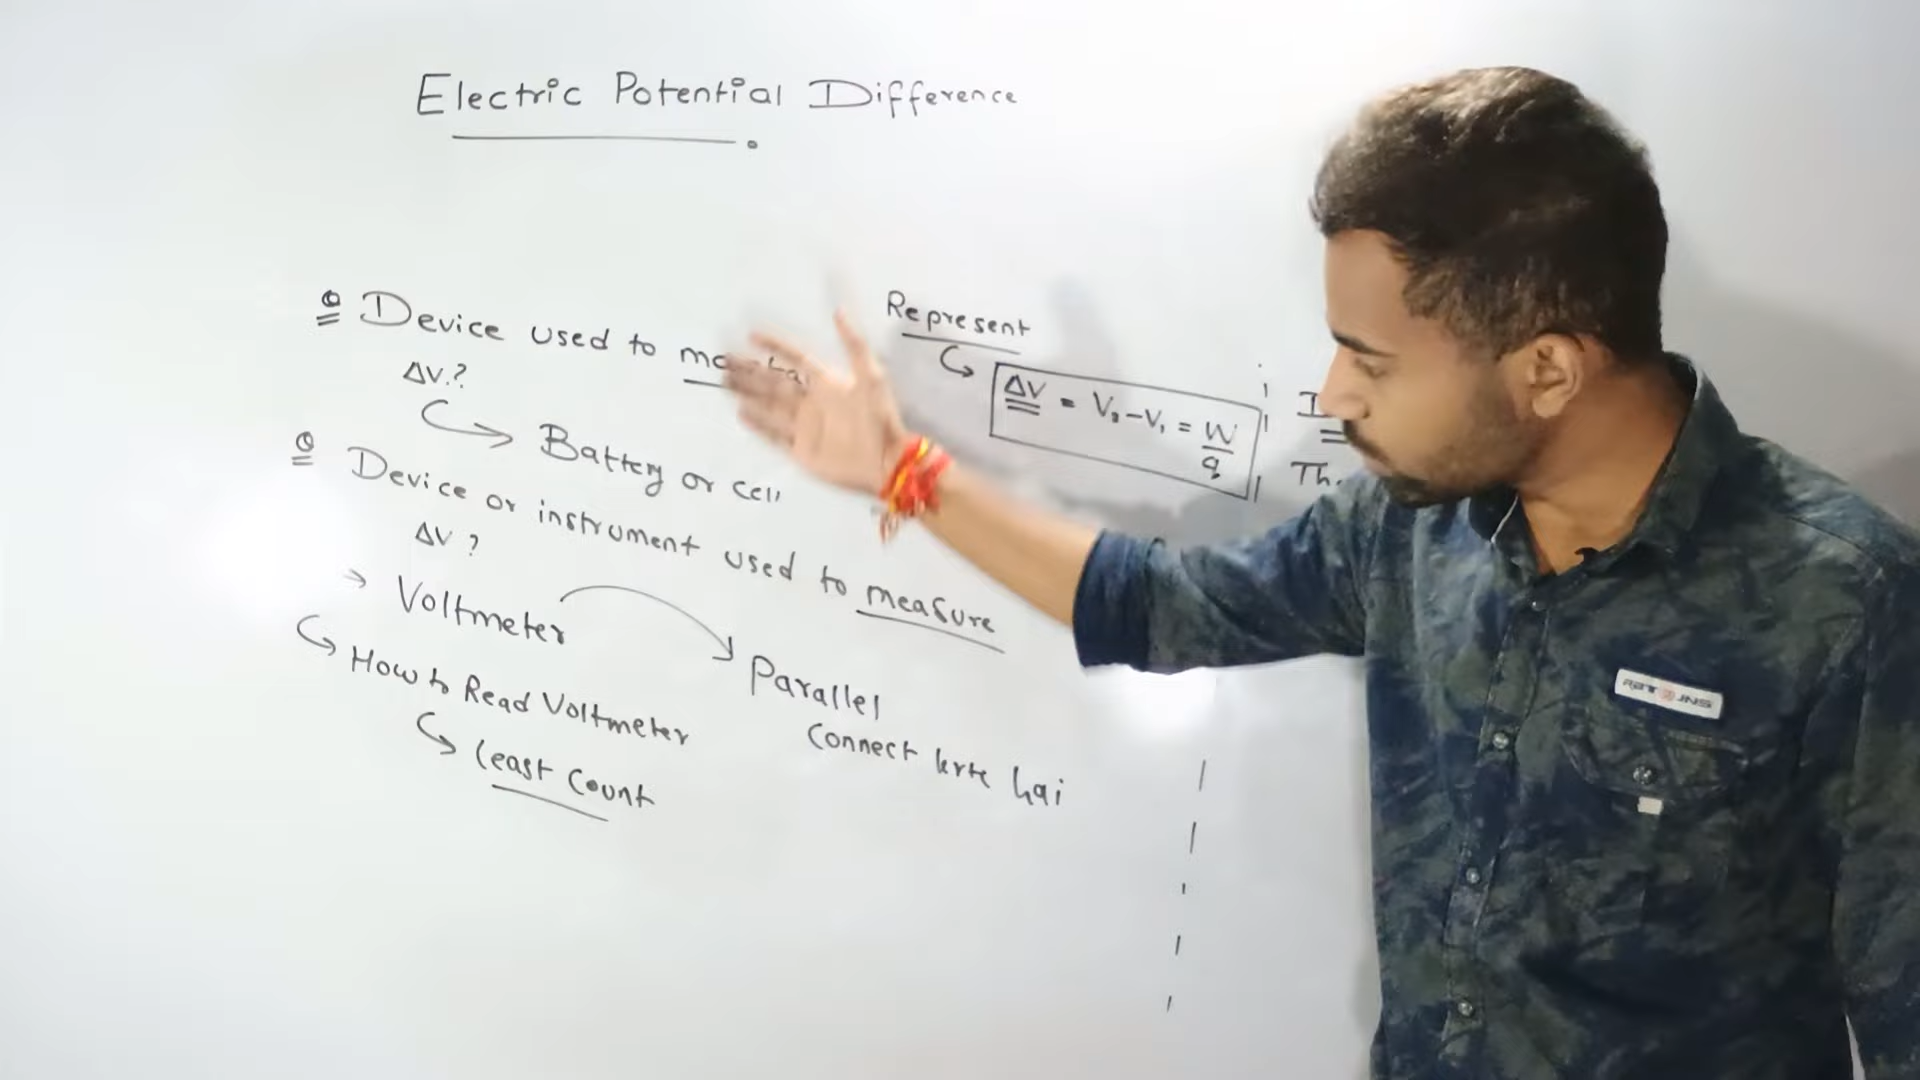 Electric Potential Difference
Q Device used to
ΔV.?
Battery or cell
Q Device or instrument used to measure
ΔV ?
→ Voltmeter
Parallel
Connect krte hai
How to Read Voltmeter
Least Count
Represent
ΔV = V₂-V₁ = W/q